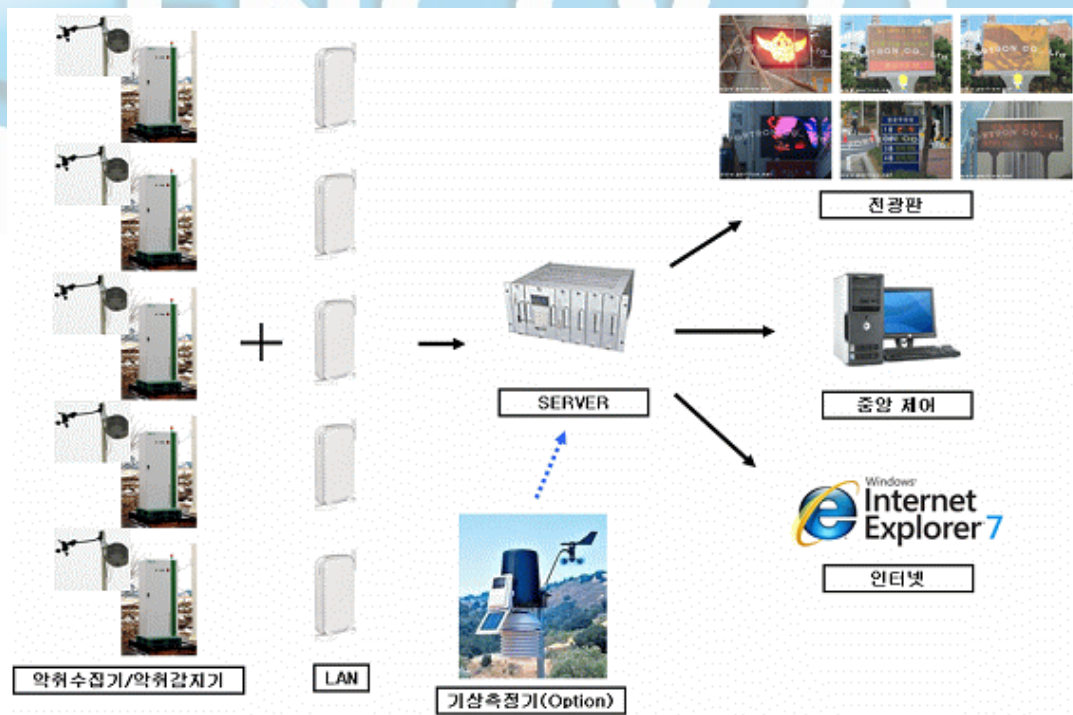 전광판
SERVER
중앙 제어
Windows
Internet
Explorer 7
인터넷
악취수집기/악취감지기
LAN
기상측정기(Option)